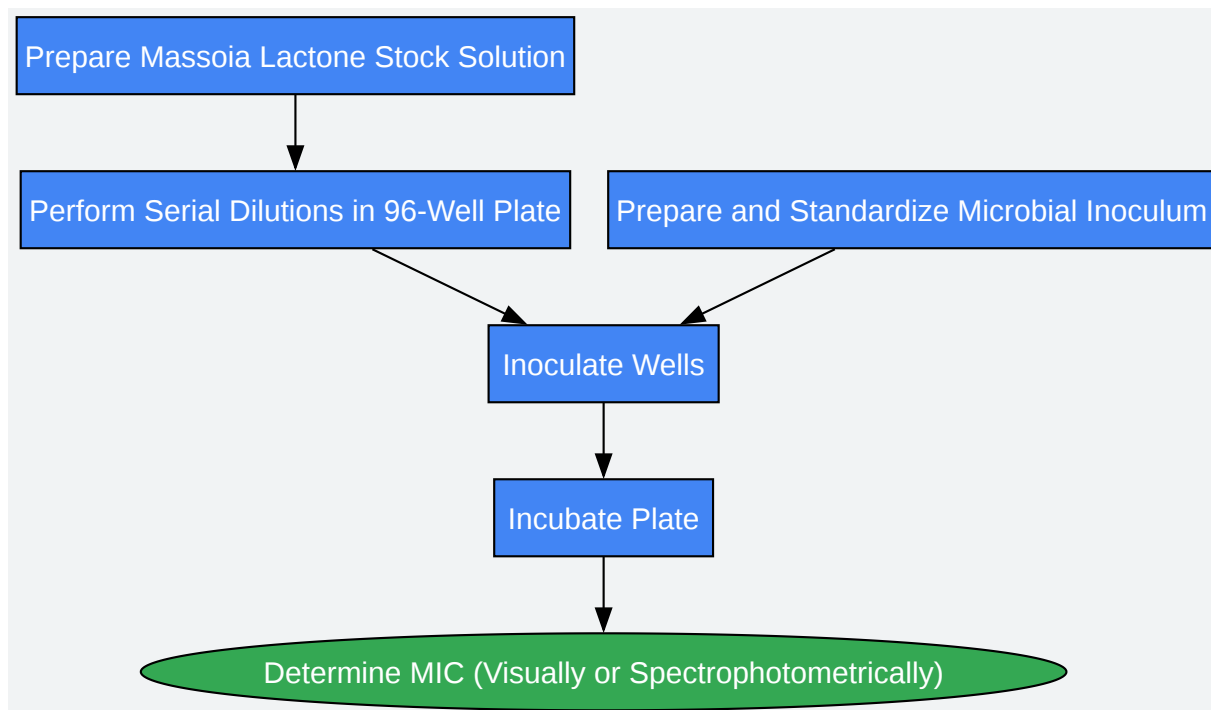 Prepare Massoia Lactone Stock Solution
Perform Serial Dilutions in 96-Well Plate
Prepare and Standardize Microbial Inoculum
Inoculate Wells
Incubate Plate
Determine MIC (Visually or Spectrophotometrically)